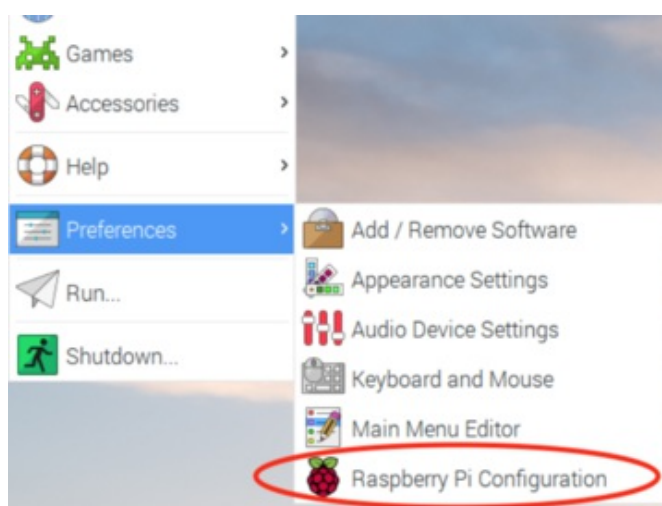 Games
Accessories
Help
Preferences
Run...
Shutdown...
Add / Remove Software
Appearance Settings
Audio Device Settings
Keyboard and Mouse
Main Menu Editor
Raspberry Pi Configuration